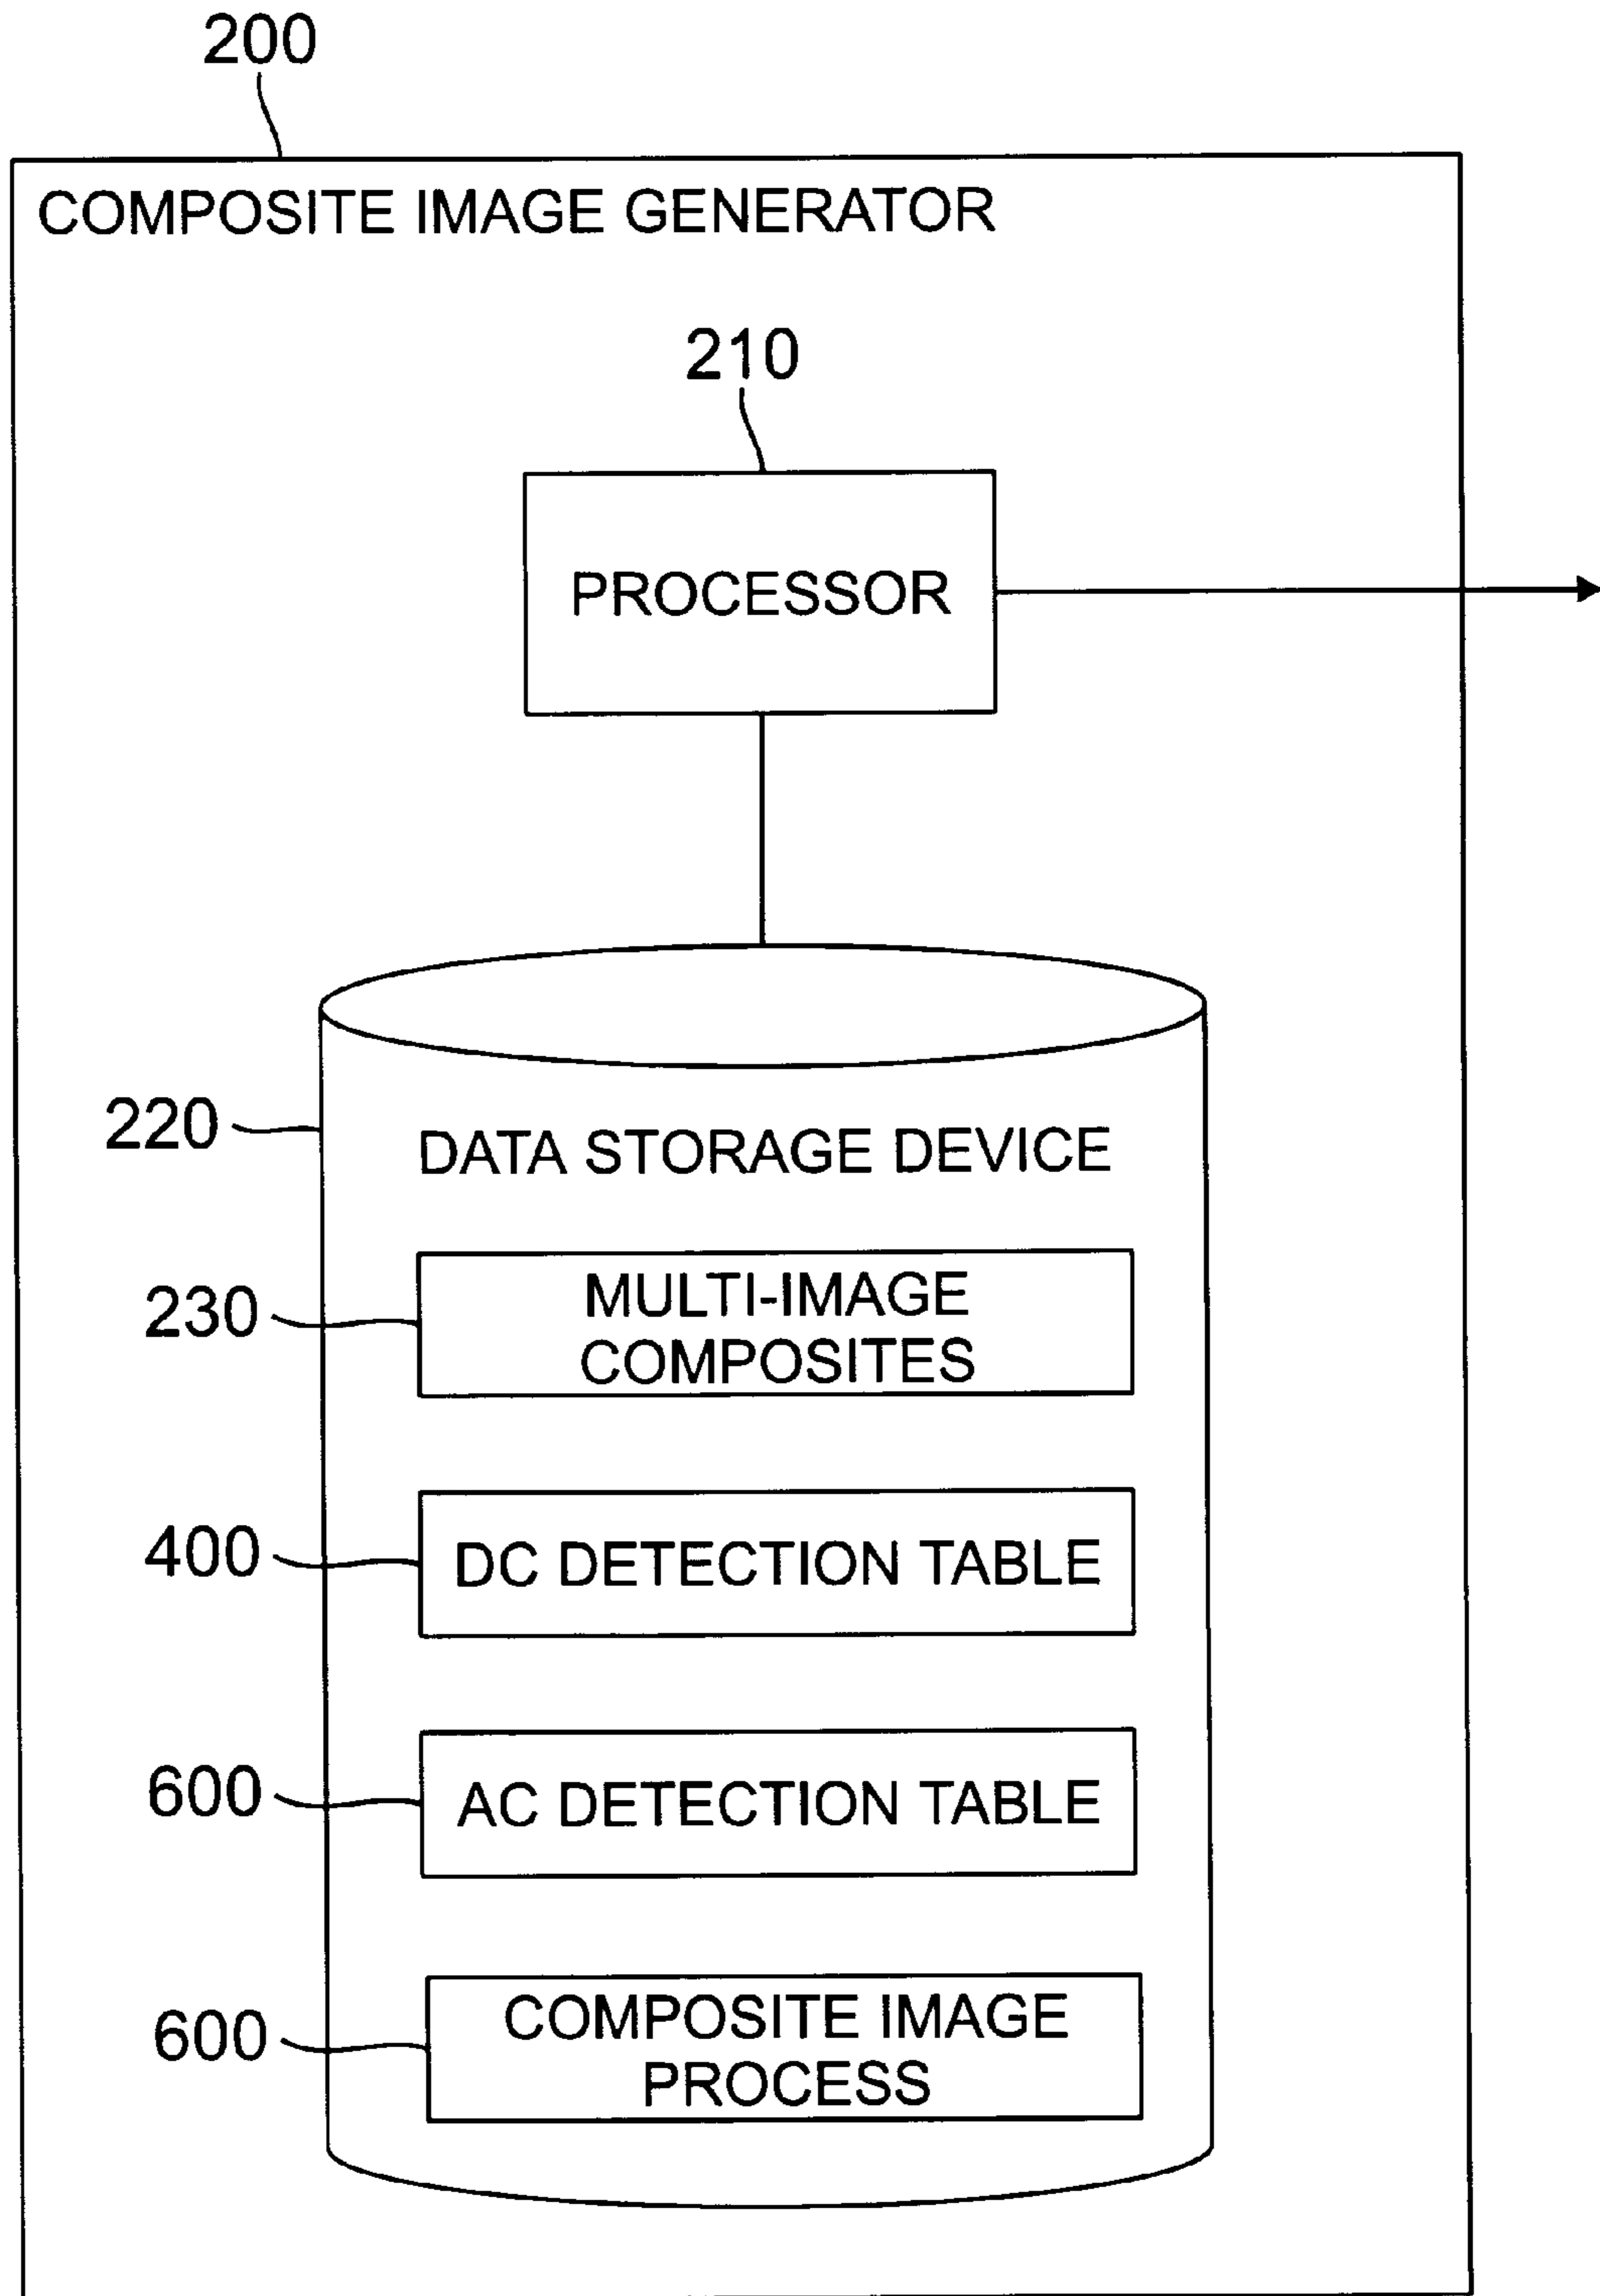 200
COMPOSITE IMAGE GENERATOR
210
PROCESSOR
220
DATA STORAGE DEVICE
230
MULTI-IMAGE
COMPOSITES
400
DC DETECTION TABLE
600
AC DETECTION TABLE
600
COMPOSITE IMAGE
PROCESS